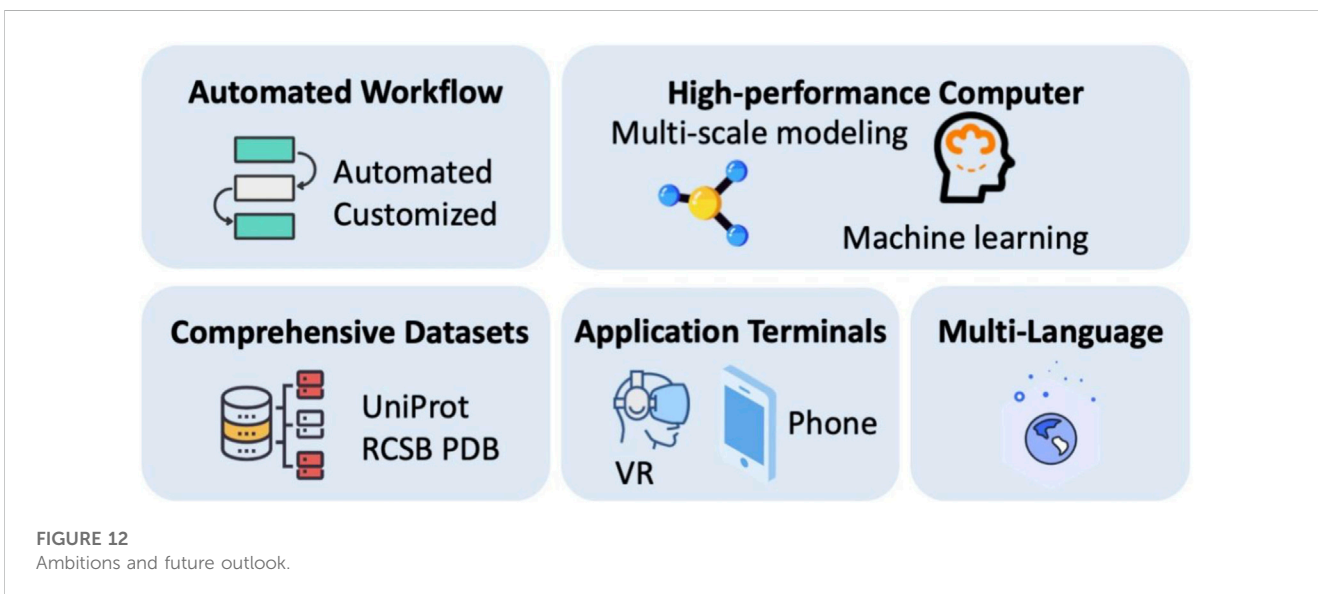 Automated Workflow
Automated
Customized
High-performance Computer
Multi-scale modeling
Machine learning
Comprehensive Datasets
UniProt
RCSB PDB
Application Terminals
VR
Phone
Multi-Language
FIGURE 12
Ambitions and future outlook.